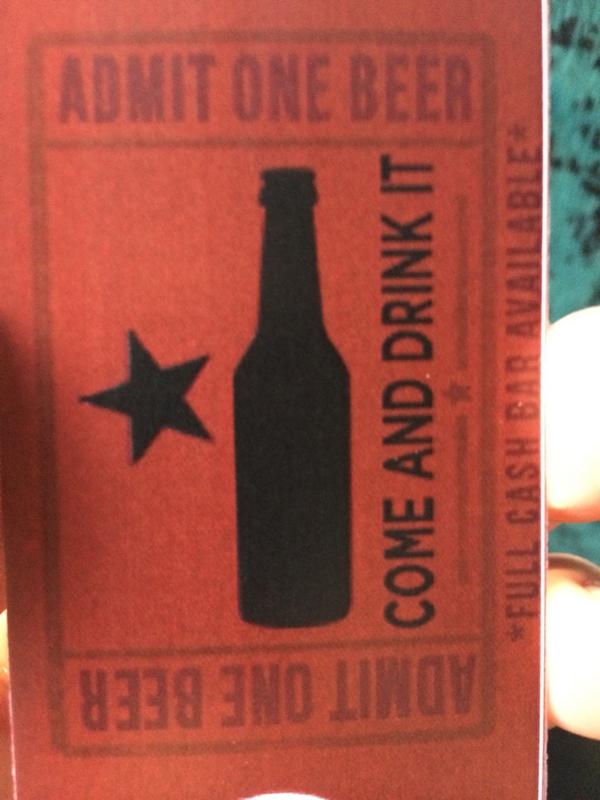 ADMIT ONE BEER
COME AND DRINK IT
*FULL CASH BAR AVAILABLE*
ADMIT ONE BEER